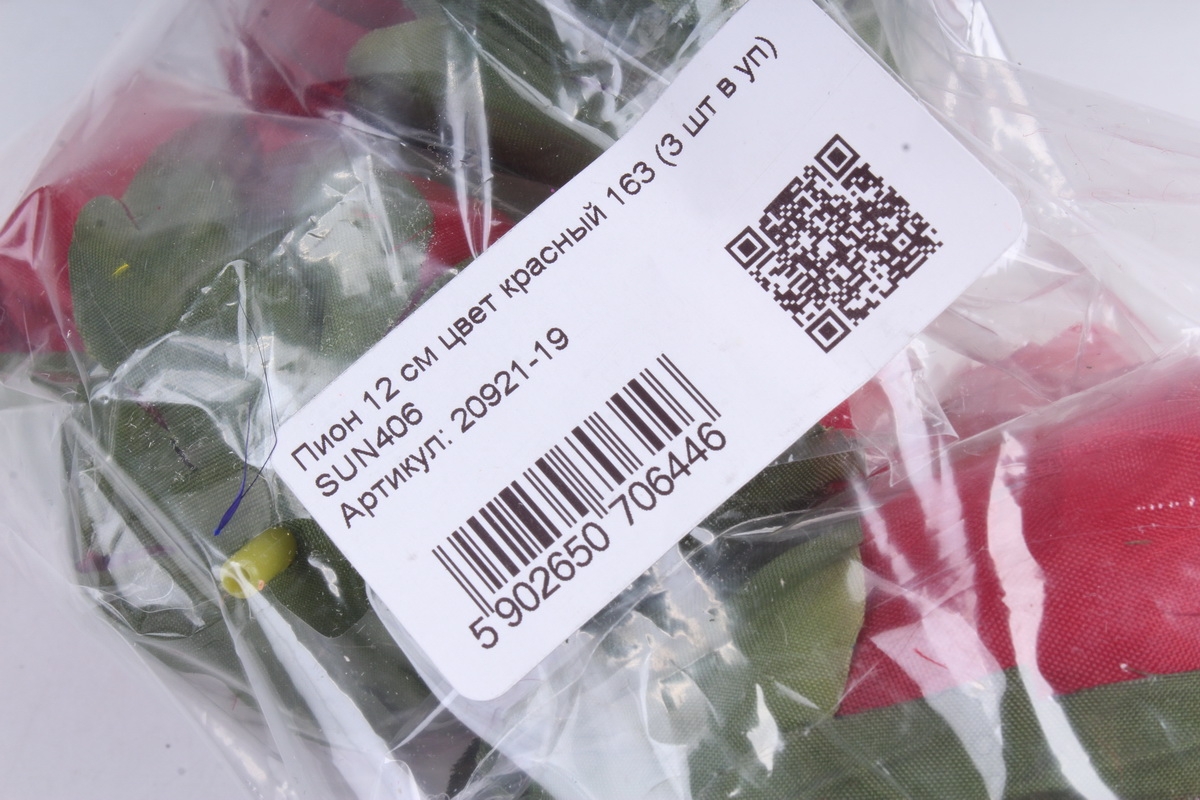 Пион 12 см цвет красный 163 (3 шт в уп)
SUN406
Артикул: 20921-19
5 902650 706446